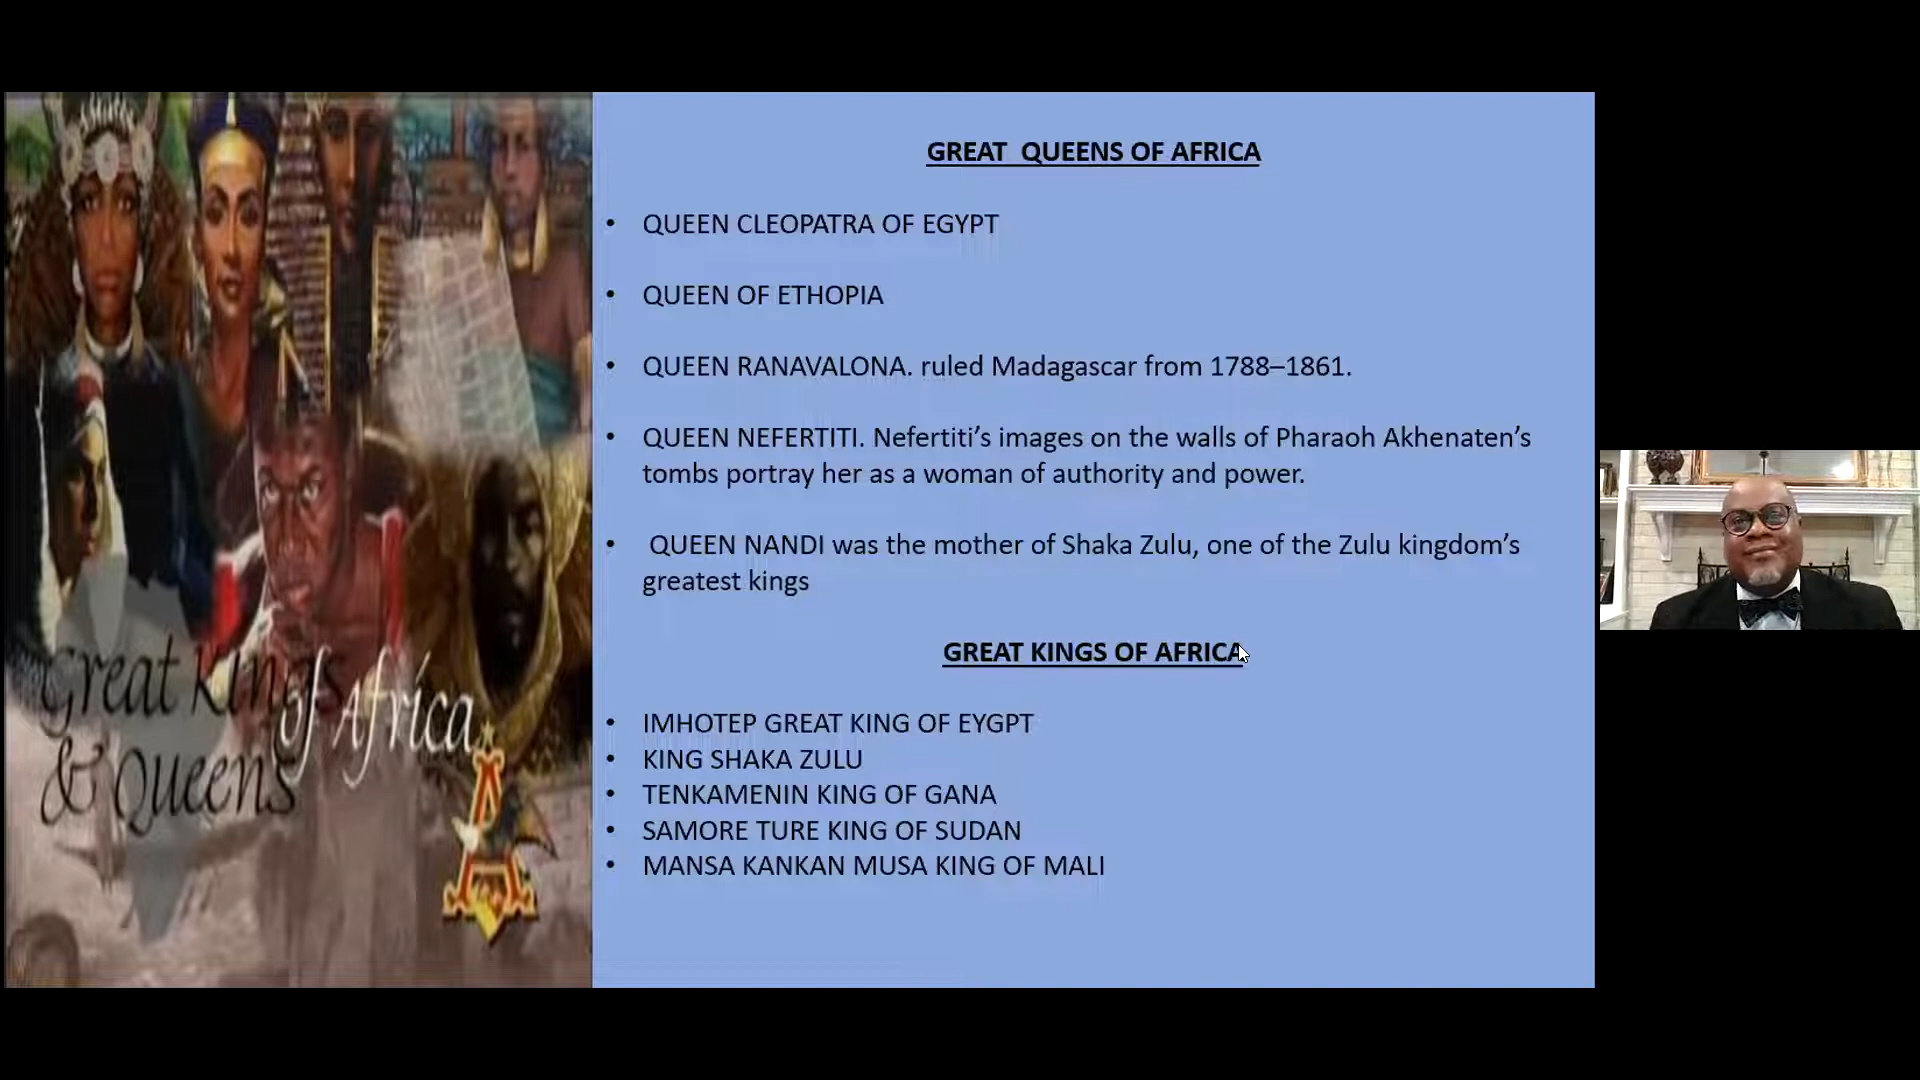 GREAT QUEENS OF AFRICA
• QUEEN CLEOPATRA OF EGYPT
• QUEEN OF ETHOPIA
• QUEEN RANAVALONA. ruled Madagascar from 1788–1861.
• QUEEN NEFERTITI. Nefertiti’s images on the walls of Pharaoh Akhenaten’s
tombs portray her as a woman of authority and power.
• QUEEN NANDI was the mother of Shaka Zulu, one of the Zulu kingdom’s
greatest kings
GREAT KINGS OF AFRICA
• IMHOTEP GREAT KING OF EYGPT
• KING SHAKA ZULU
• TENKAMENIN KING OF GANA
• SAMORE TURE KING OF SUDAN
• MANSA KANKAN MUSA KING OF MALI
Great Kings
of Africa
& Queens